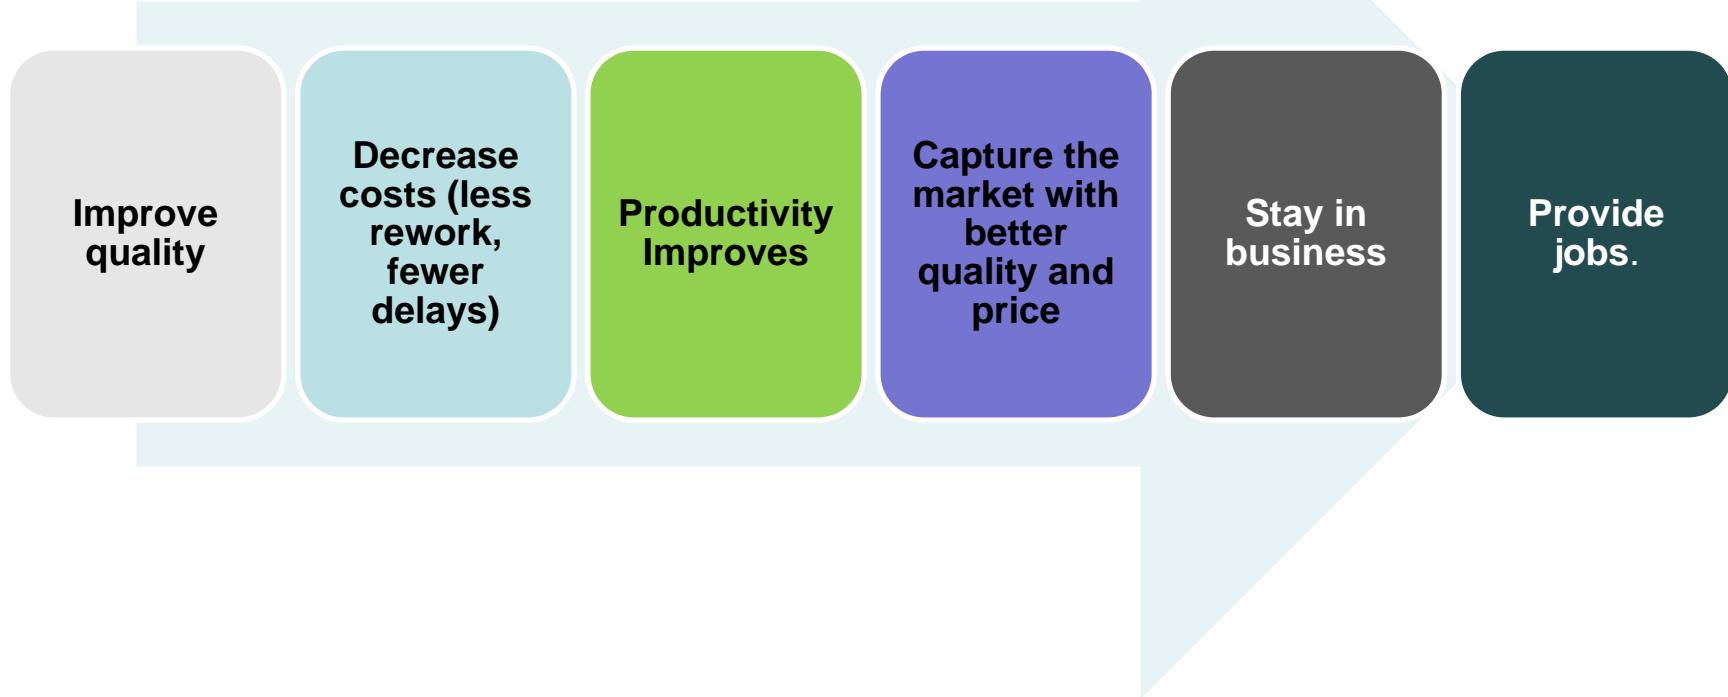 Improve
quality
Decrease
costs (less
rework,
fewer
delays)
Productivity
Improves
Capture the
market with
better
quality and
price
Stay in
business
Provide
jobs.